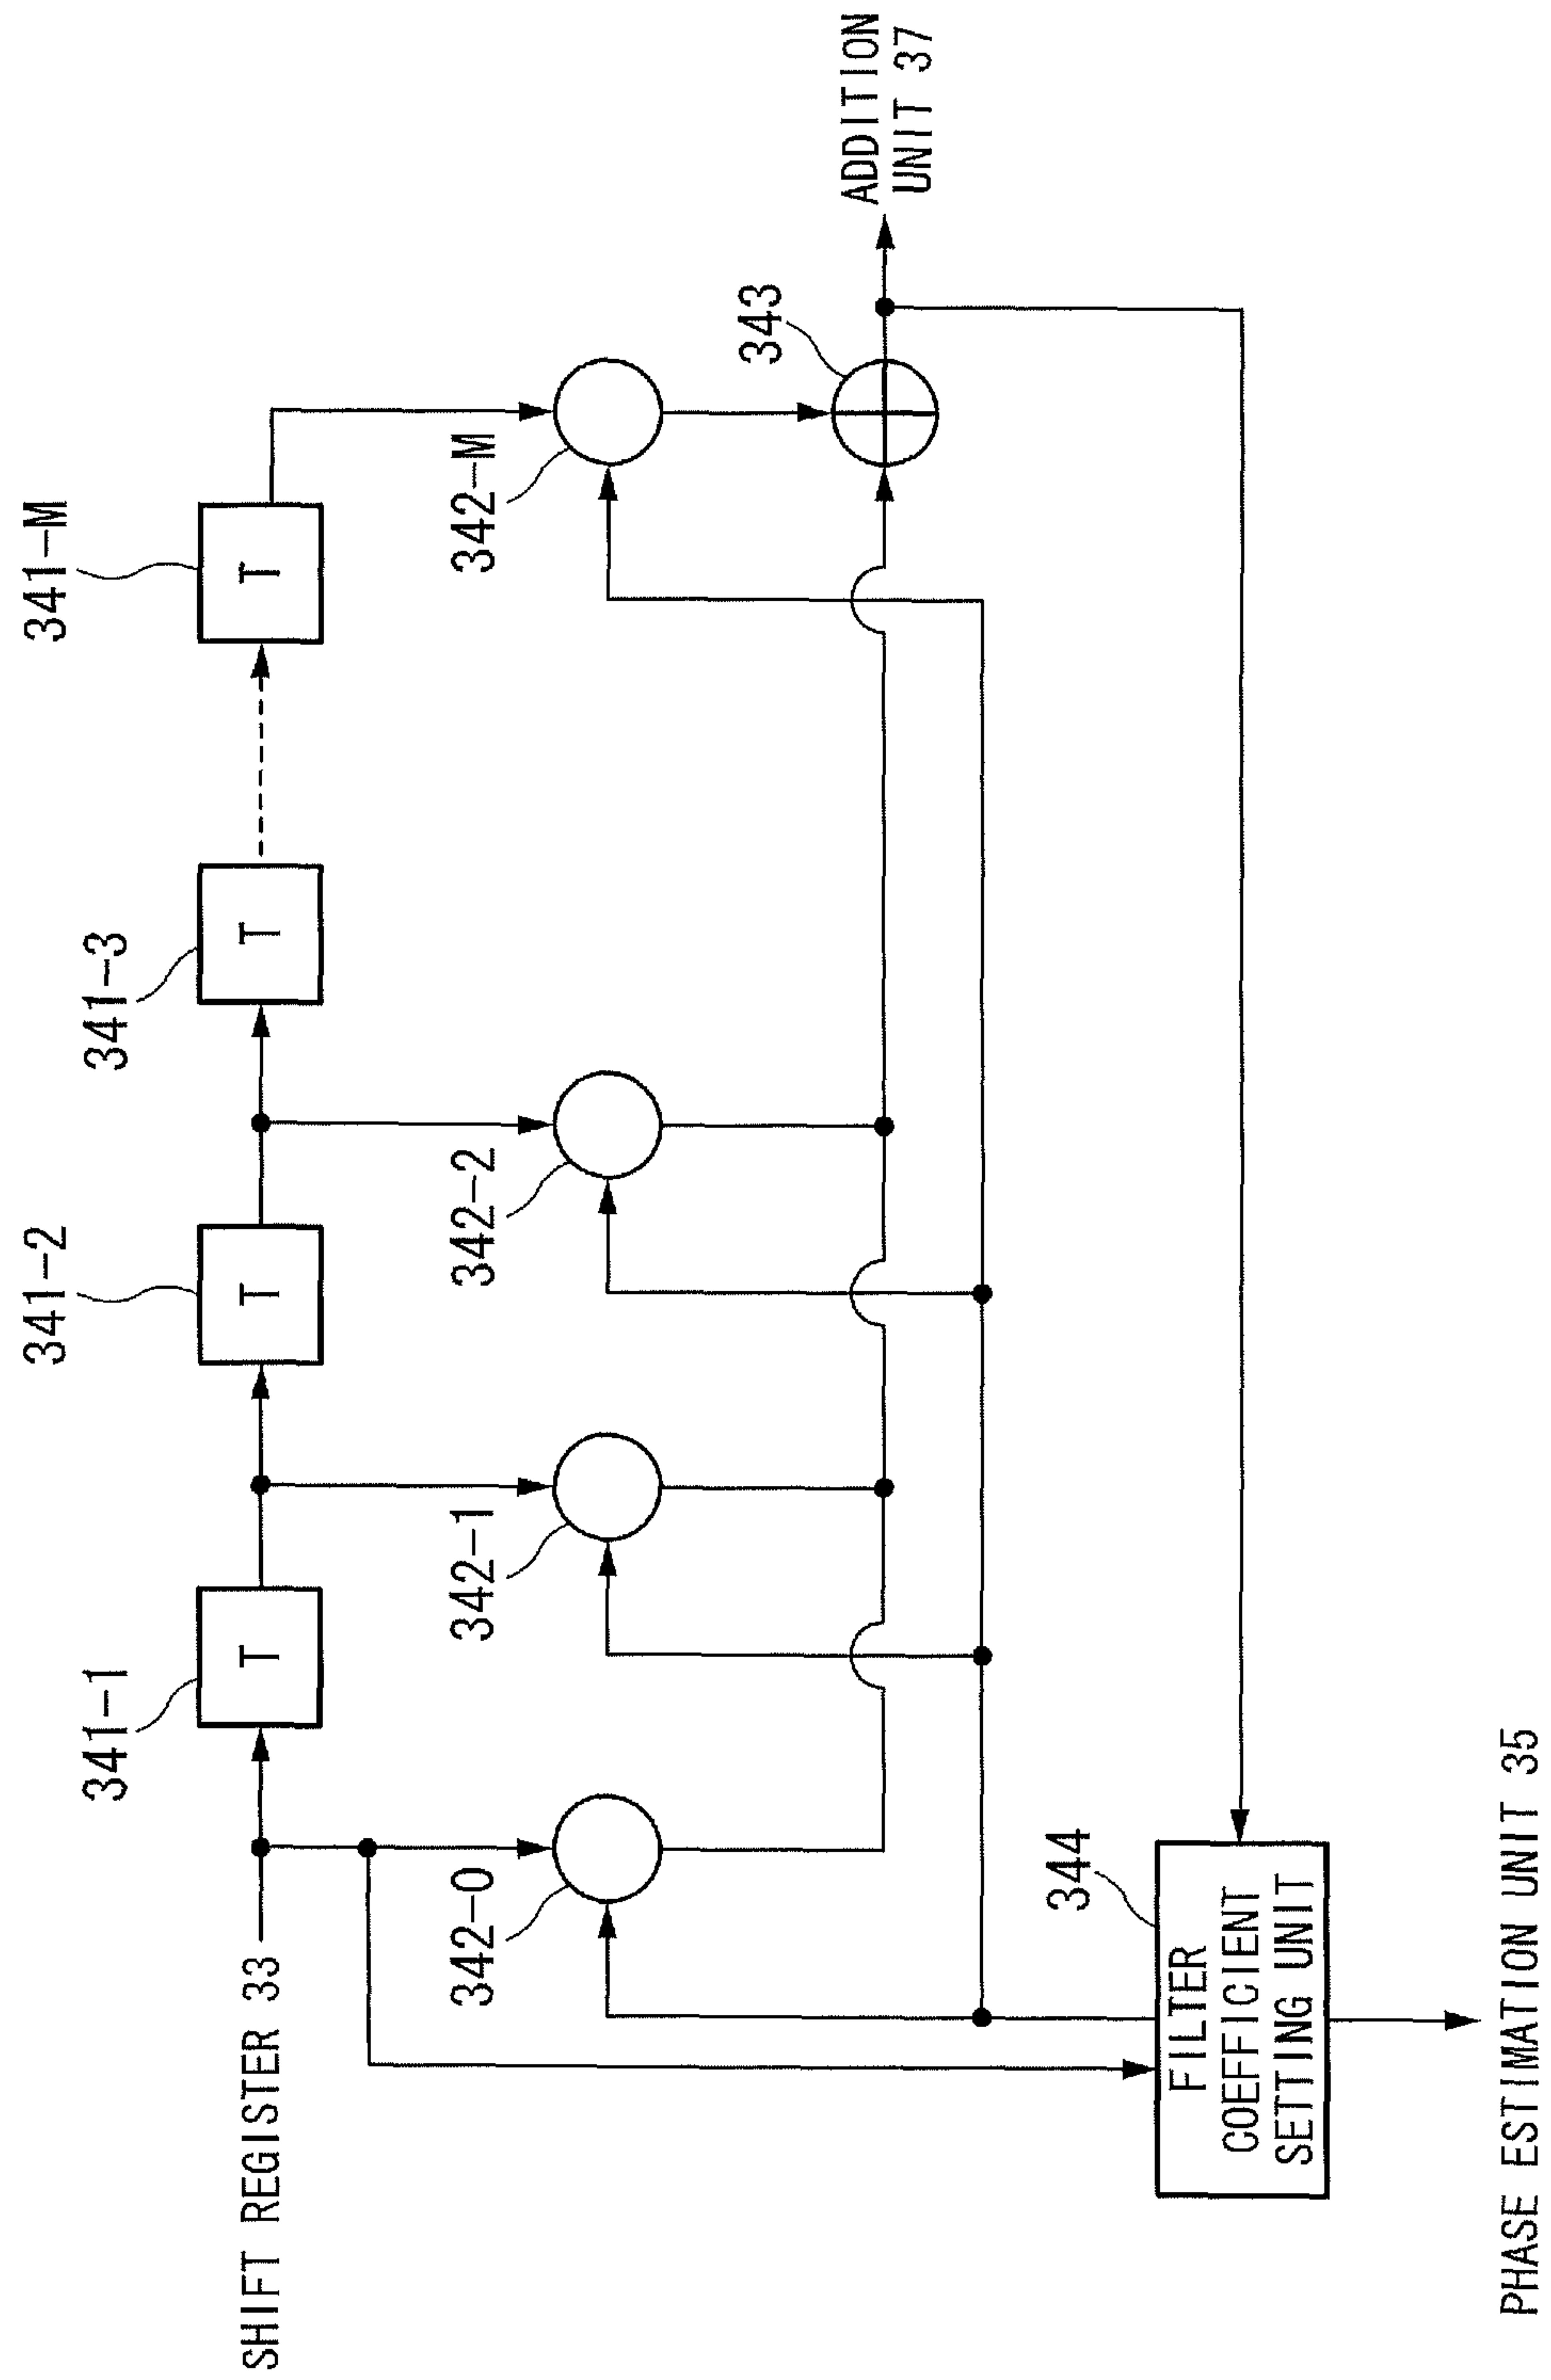 341-1
341-2
341-3
341-M
T
T
T
T
SHIFT REGISTER 33
342-0
342-1
342-2
342-M
343
ADDITION
UNIT 37
344
FILTER
COEFFICIENT
SETTING UNIT
PHASE ESTIMATION UNIT 35